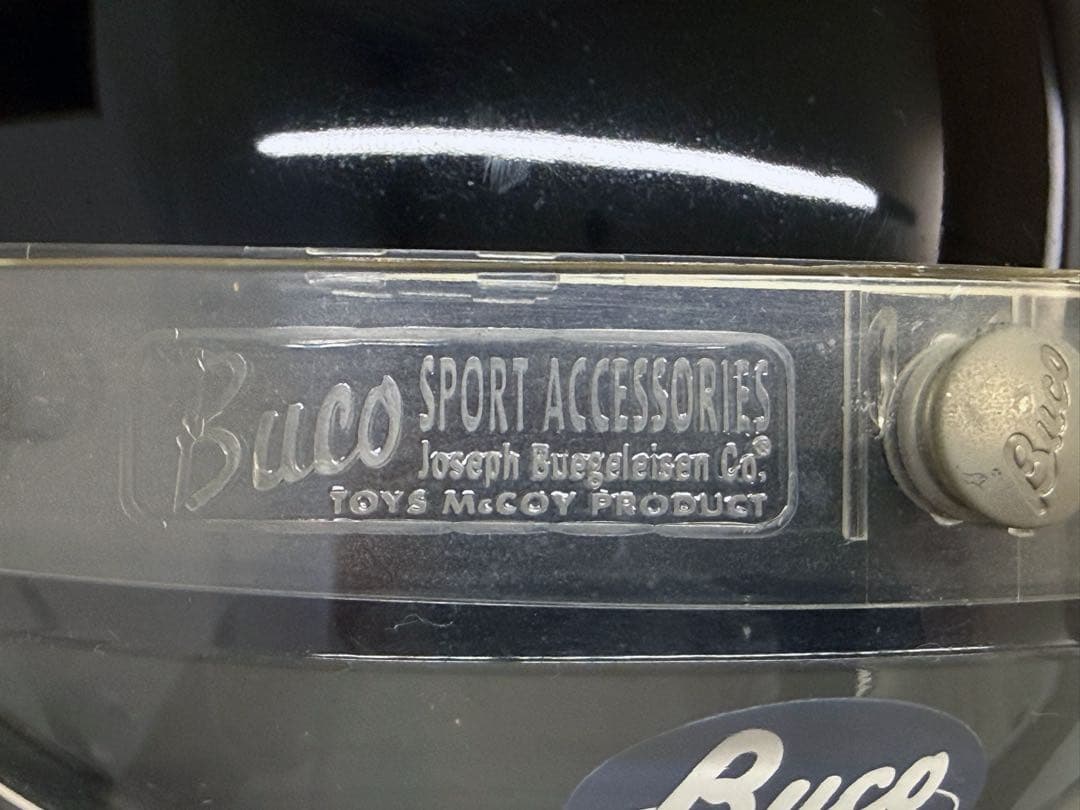 Buco SPORT ACCESSORIES
Joseph Buegeleisen Co.®
TOYS McCOY PRODUCT
Buco
Buco